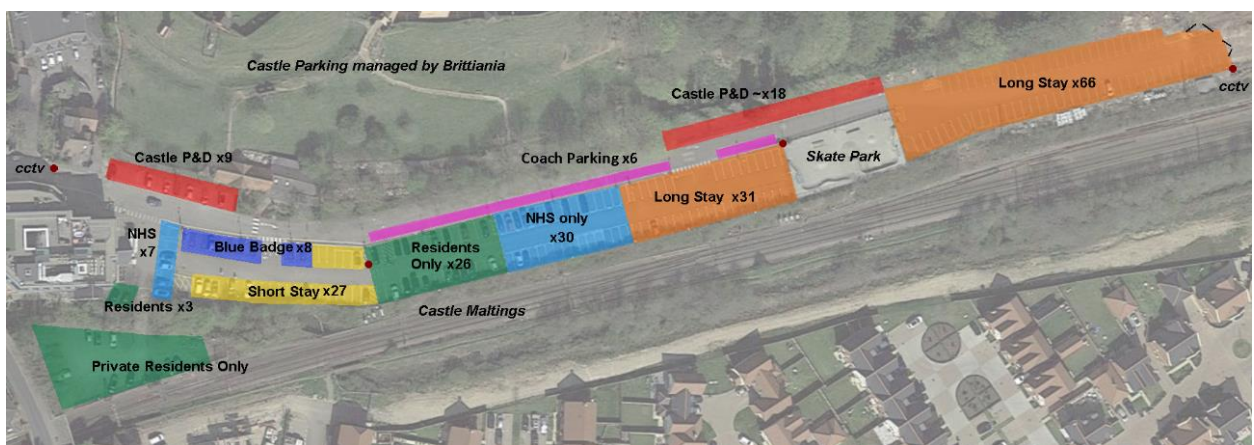 Castle Parking managed by Brittiania
Long Stay x66
cctv
Castle P&D ~x18
Castle P&D x9
cctv
Coach Parking x6
Skate Park
Long Stay x31
NHS only
x30
NHS
x7
Blue Badge x8
Residents
Only x26
Short Stay x27
Residents x3
Castle Maltings
Private Residents Only